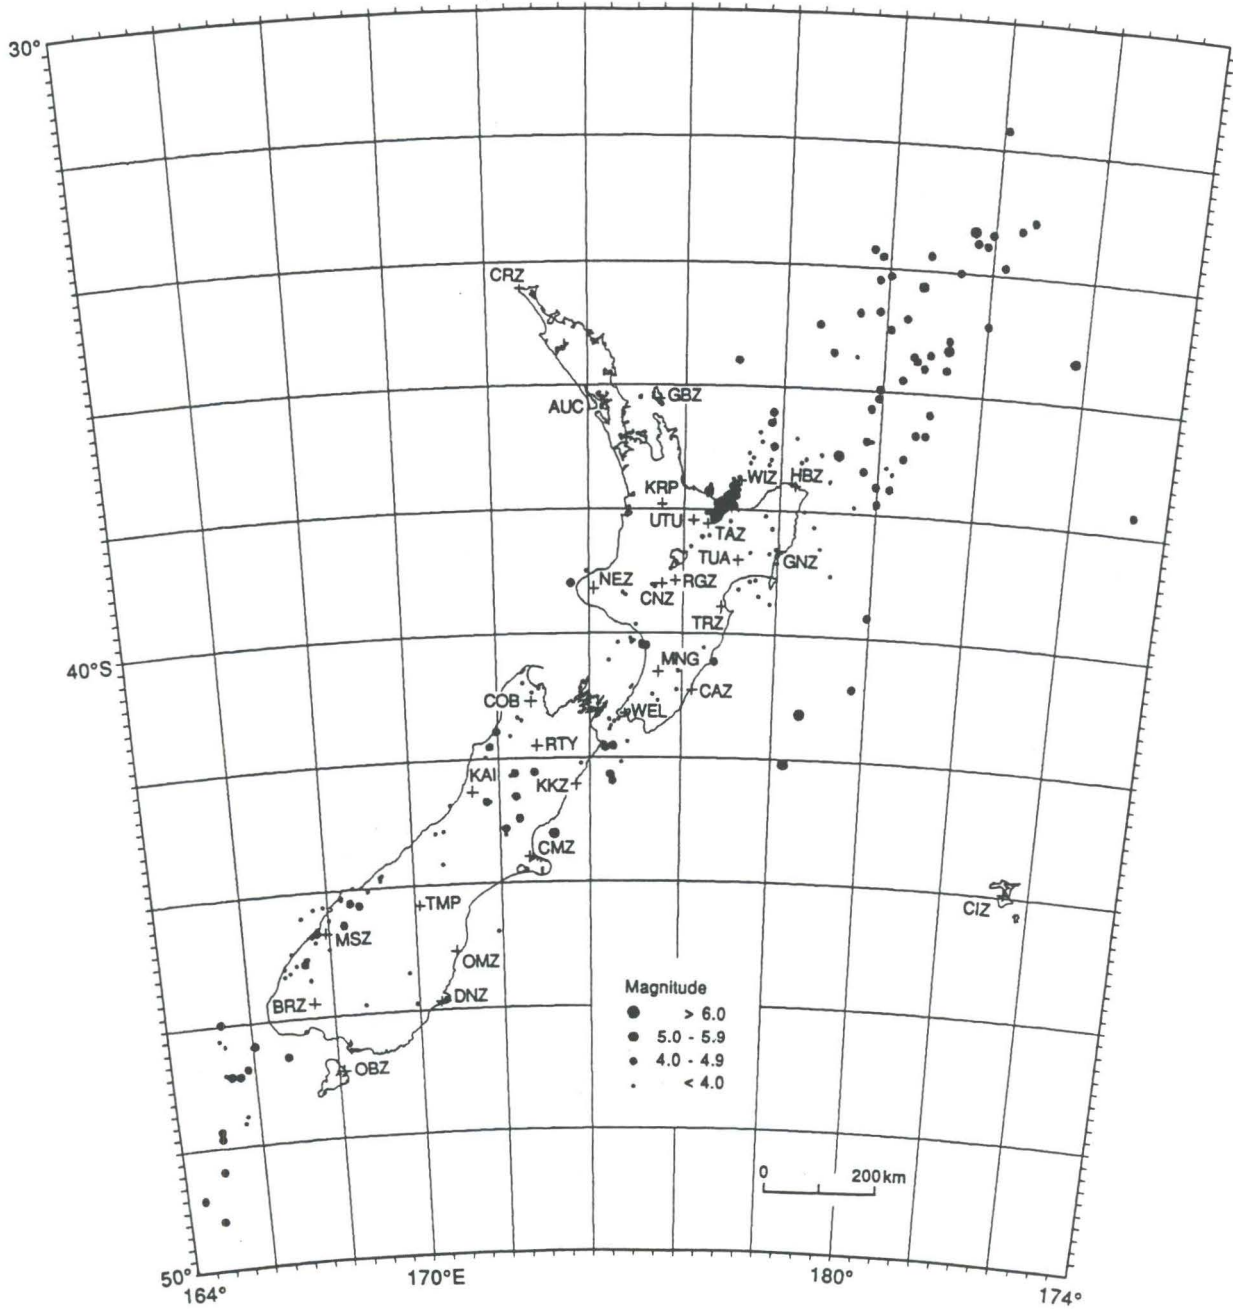 30°
CRZ
GBZ
AUC
WIZ
HBZ
KRP
UTU
TAZ
TUA
GNZ
NEZ
RGZ
CNZ
TRZ
40°S
MNG
CAZ
COB
WEL
RTY
KAI
KKZ
CMZ
TMP
CIZ
MSZ
OMZ
Magnitude
DNZ
BRZ
> 6.0
5.0 - 5.9
4.0 - 4.9
< 4.0
OBZ
0 200km
50°
164°
170°E
180°
174°